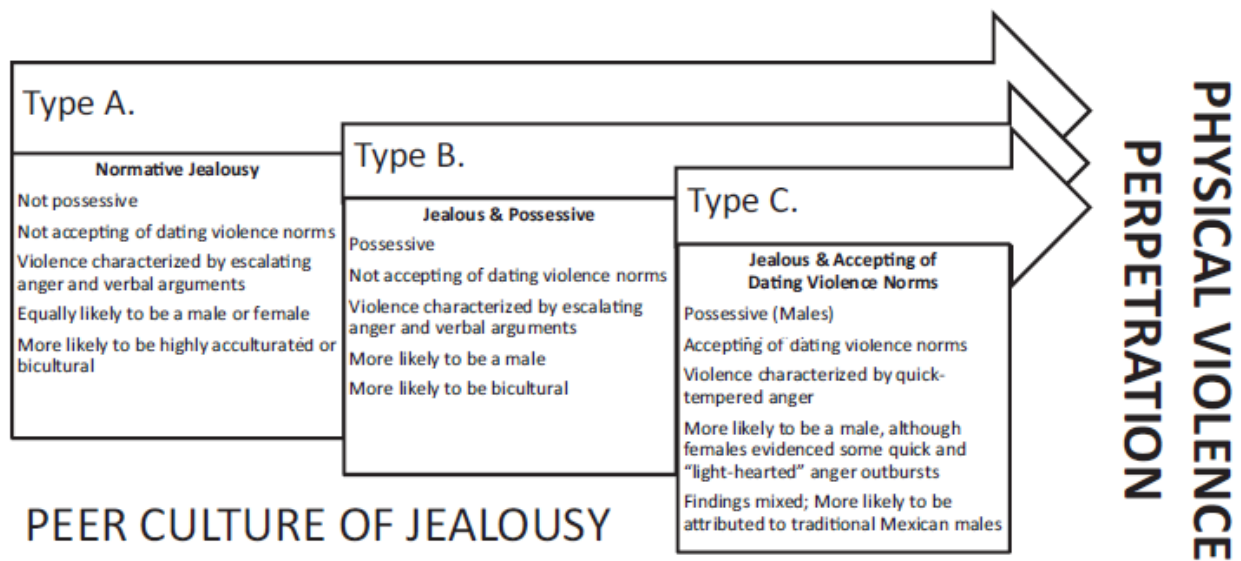 Type A.
Normative Jealousy
Not possessive
Not accepting of dating violence norms
Violence characterized by escalating
anger and verbal arguments
Equally likely to be a male or female
More likely to be highly acculturated or
bicultural
Type B.
Jealous & Possessive
Possessive
Not accepting of dating violence norms
Violence characterized by escalating
anger and verbal arguments
More likely to be a male
More likely to be bicultural
Type C.
Jealous & Accepting of
Dating Violence Norms
Possessive (Males)
Accepting of dating violence norms
Violence characterized by quick-
tempered anger
More likely to be a male, although
females evidenced some quick and
“light-hearted” anger outbursts
Findings mixed; More likely to be
attributed to traditional Mexican males
PEER CULTURE OF JEALOUSY
PHYSICAL VIOLENCE
PERPETRATION